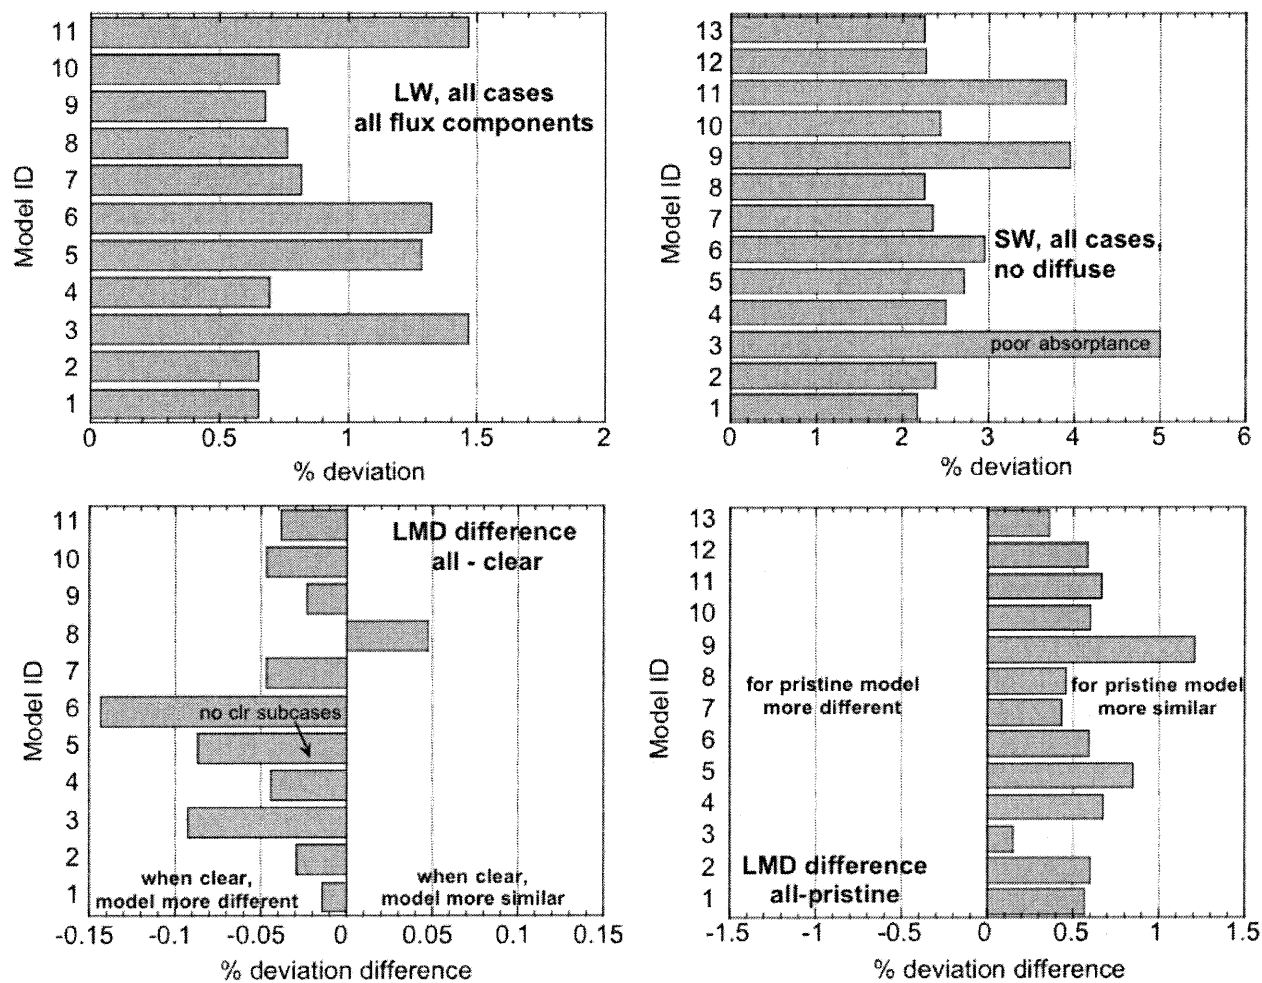 11
10
9
8
7
6
5
4
3
2
1
Model ID
LW, all cases
all flux components
0 0.5 1 1.5 2
% deviation
13
12
11
10
9
8
7
6
5
4
3
2
1
Model ID
SW, all cases,
no diffuse
poor absorptance
0 1 2 3 4 5 6
% deviation
11
10
9
8
7
6
5
4
3
2
1
Model ID
LMD difference
all - clear
no clr subcases
when clear,
model more different
when clear,
model more similar
-0.15 -0.1 -0.05 0 0.05 0.1 0.15
% deviation difference
13
12
11
10
9
8
7
6
5
4
3
2
1
Model ID
for pristine model
more different
for pristine model
more similar
LMD difference
all-pristine
-1.5 -1 -0.5 0 0.5 1 1.5
% deviation difference